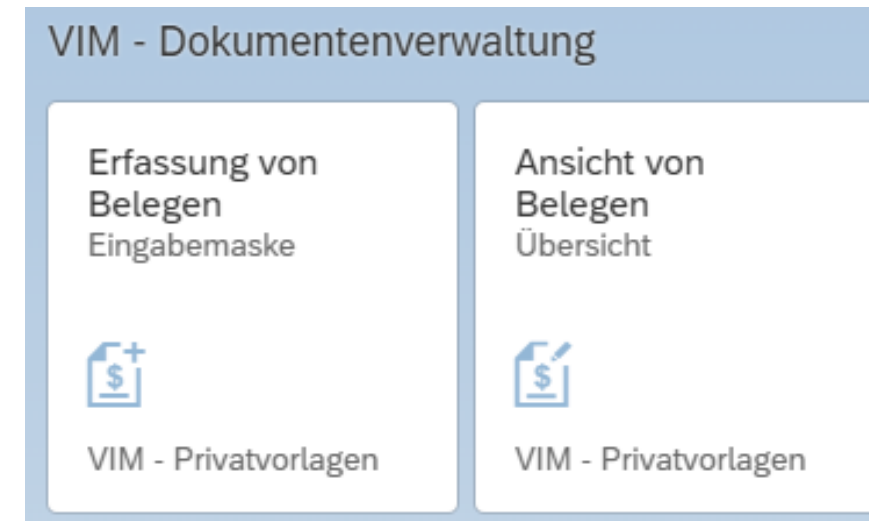 VIM - Dokumentenverwaltung
Erfassung von
Belegen
Eingabemaske
$
VIM - Privatvorlagen
Ansicht von
Belegen
Übersicht
$
VIM - Privatvorlagen